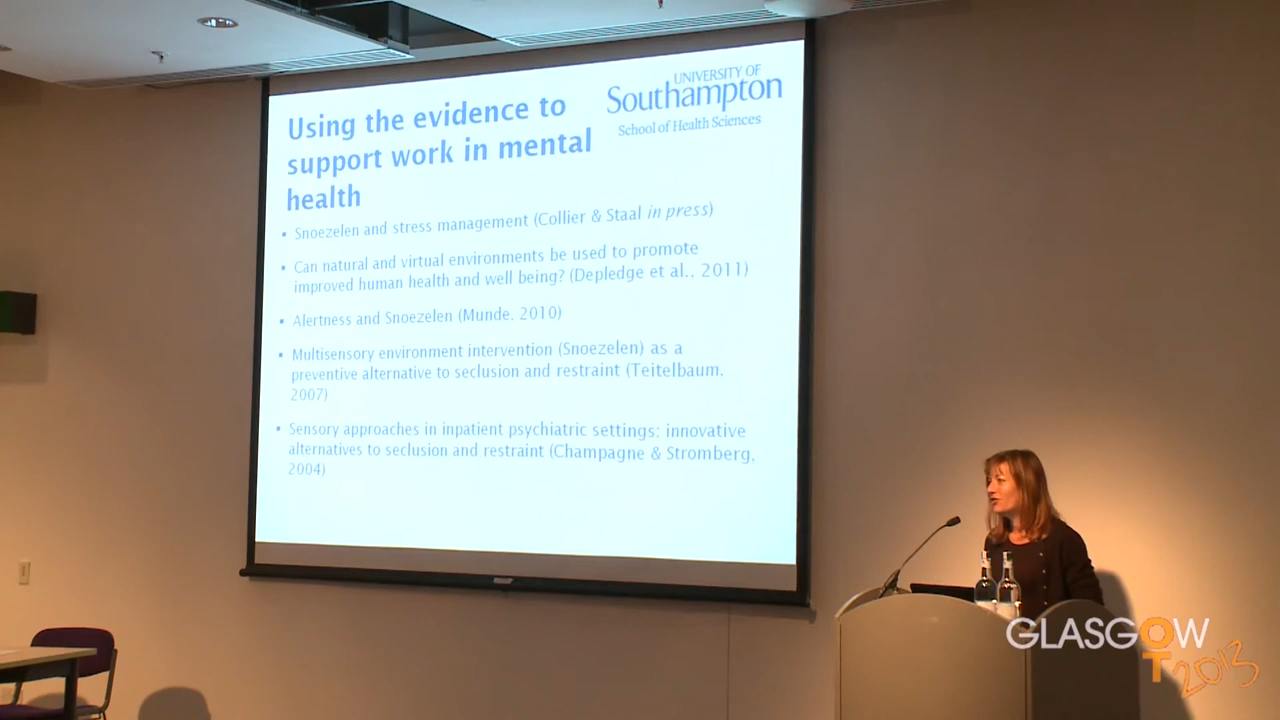 Using the evidence to
support work in mental
health
UNIVERSITY OF
Southampton
School of Health Sciences
▪ Snoezelen and stress management (Collier & Staal in press)
▪ Can natural and virtual environments be used to promote
improved human health and well being? (Depledge et al.. 2011)
▪ Alertness and Snoezelen (Munde. 2010)
▪ Multisensory environment intervention (Snoezelen) as a
preventive alternative to seclusion and restraint (Teitelbaum.
2007)
▪ Sensory approaches in inpatient psychiatric settings: innovative
alternatives to seclusion and restraint (Champagne & Stromberg,
2004)
GLASGOW
OT 2013